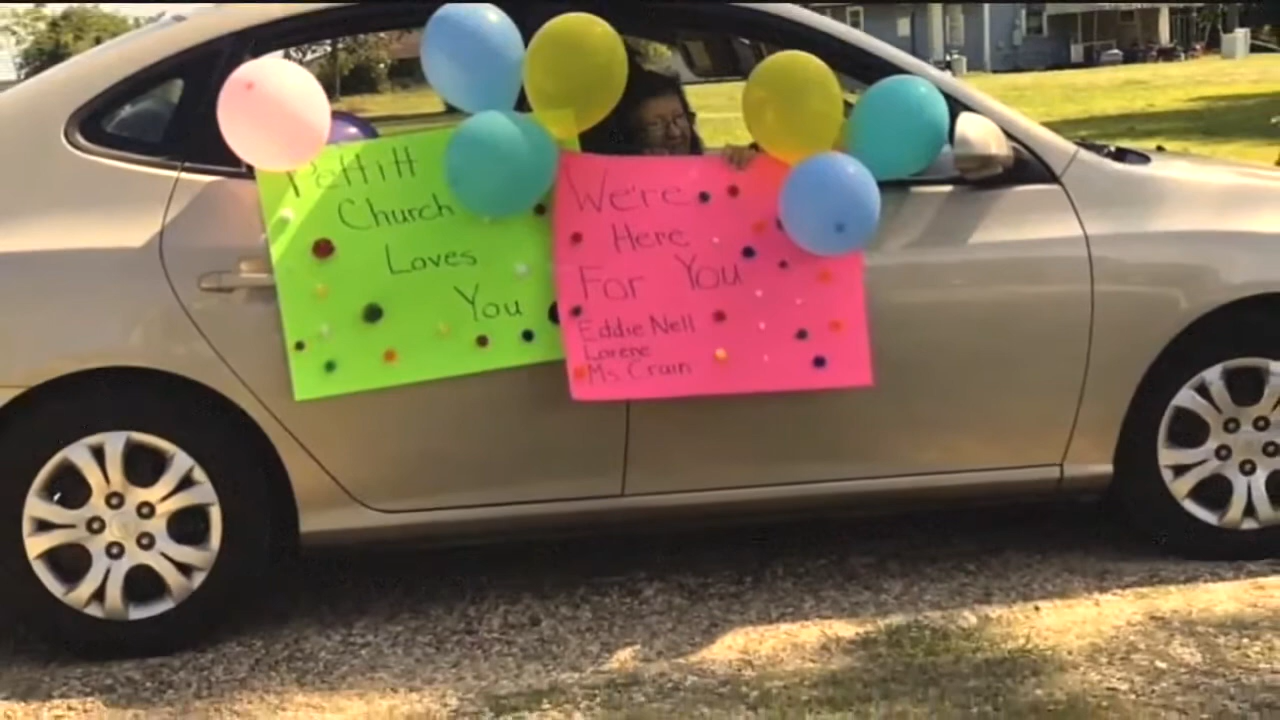 Pettitt
Church
Loves
You
We're
Here
For You
Eddie Nell
Lorene
Ms. Crain